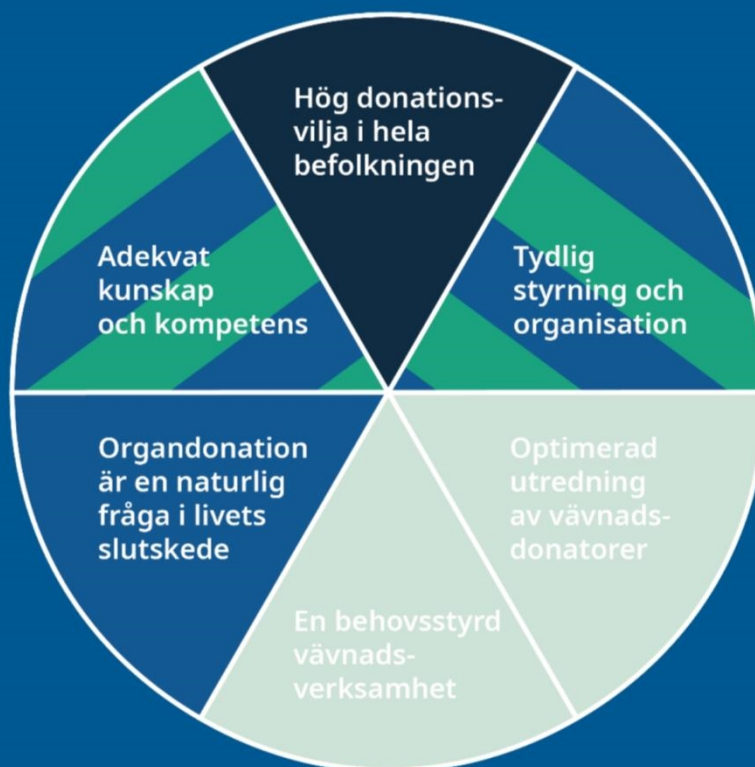 Hög donations-
vilja i hela
befolkningen
Adekvat
kunskap
och kompetens
Tydlig
styrning och
organisation
Organdonation
är en naturlig
fråga i livets
slutskede
Optimerad
utredning
av vävnads-
donatorer
En behovsstyrd
vävnads-
verksamhet